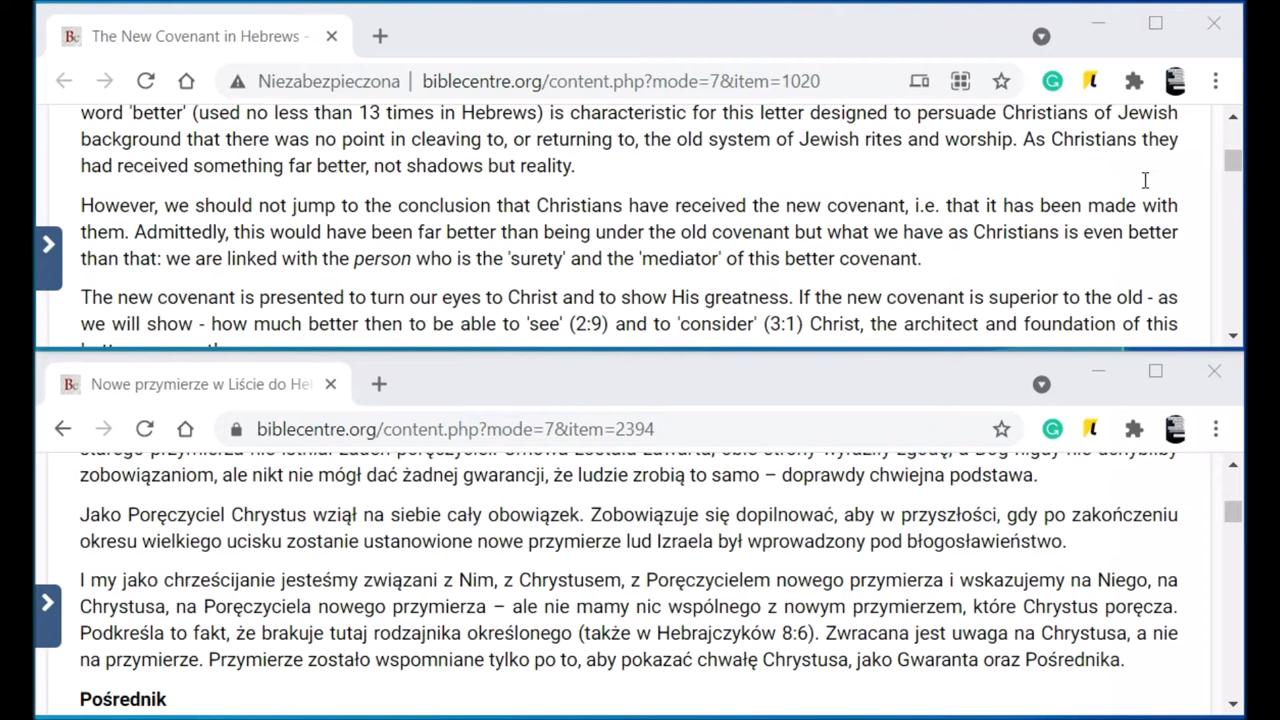 Bc The New Covenant in Hebrews -
Niezabezpieczona | biblecentre.org/content.php?mode=7&item=1020
word 'better' (used no less than 13 times in Hebrews) is characteristic for this letter designed to persuade Christians of Jewish
background that there was no point in cleaving to, or returning to, the old system of Jewish rites and worship. As Christians they
had received something far better, not shadows but reality.
However, we should not jump to the conclusion that Christians have received the new covenant, i.e. that it has been made with
them. Admittedly, this would have been far better than being under the old covenant but what we have as Christians is even better
than that: we are linked with the person who is the 'surety' and the 'mediator' of this better covenant.
The new covenant is presented to turn our eyes to Christ and to show His greatness. If the new covenant is superior to the old - as
we will show - how much better then to be able to 'see' (2:9) and to 'consider' (3:1) Christ, the architect and foundation of this
Bc Nowe przymierze w Liście do He
biblecentre.org/content.php?mode=7&item=2394
zobowiązaniom, ale nikt nie mógł dać żadnej gwarancji, że ludzie zrobią to samo – doprawdy chwiejna podstawa.
Jako Poręczyciel Chrystus wziął na siebie cały obowiązek. Zobowiązuje się dopilnować, aby w przyszłości, gdy po zakończeniu
okresu wielkiego ucisku zostanie ustanowione nowe przymierze lud Izraela był wprowadzony pod błogosławieństwo.
I my jako chrześcijanie jesteśmy związani z Nim, z Chrystusem, z Poręczycielem nowego przymierza i wskazujemy na Niego, na
Chrystusa, na Poręczyciela nowego przymierza – ale nie mamy nic wspólnego z nowym przymierzem, które Chrystus poręcza.
Podkreśla to fakt, że brakuje tutaj rodzajnika określonego (także w Hebrajczyków 8:6). Zwracana jest uwaga na Chrystusa, a nie
na przymierze. Przymierze zostało wspomniane tylko po to, aby pokazać chwałę Chrystusa, jako Gwaranta oraz Pośrednika.
Pośrednik